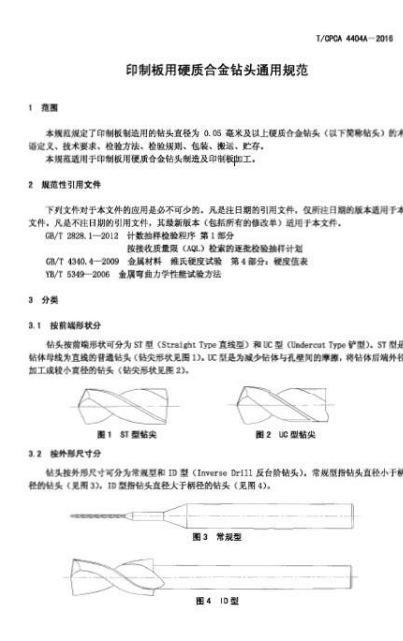 T/CPCA 4404A—2016
印制板用硬质合金钻头通用规范
1 范围
本规范规定了印制板制造用的钻头直径为 0.05 毫米及以上硬质合金钻头（以下简称钻头）的术
语定义、技术要求、检验方法、检验规则、包装、搬运、贮存。
本规范适用于印制板用硬质合金钻头制造及印制板加工。
2 规范性引用文件
下列文件对于本文件的应用是必不可少的。凡是注日期的引用文件，仅所注日期的版本适用于本
文件。凡是不注日期的引用文件，其最新版本（包括所有的修改单）适用于本文件。
GB/T 2828.1—2012 计数抽样检验程序 第 1 部分
按接收质量限（AQL）检索的逐批检验抽样计划
GB/T 4340.4—2009 金属材料 维氏硬度试验 第 4 部分：硬度值表
YB/T 5349—2006 金属弯曲力学性能试验方法
3 分类
3.1 按前端形状分
钻头按前端形状可分为 ST 型（Straight Type 直线型）和 UC 型（Undercut Type 铲型）。ST 型是
钻体母线为直线的普通钻头（钻尖形状见图 1）。UC 型是为减少钻体与孔壁间的摩擦，将钻体后端外径
加工成较小直径的钻头（钻尖形状见图 2）。
图 1 ST 型钻尖
图 2 UC 型钻尖
3.2 按外形尺寸分
钻头按外形尺寸可分为常规型和 ID 型（Inverse Drill 反台阶钻头）。常规型指钻头直径小于柄
径的钻头（见图 3）。ID 型指钻头直径大于柄径的钻头（见图 4）。
图 3 常规型
图 4 ID 型